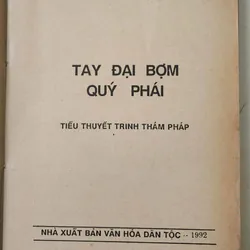 TAY ĐẠI BỢM
QUÝ PHÁI
TIỂU THUYẾT TRINH THÁM PHÁP
NHÀ XUẤT BẢN VĂN HÓA DÂN TỘC - 1992